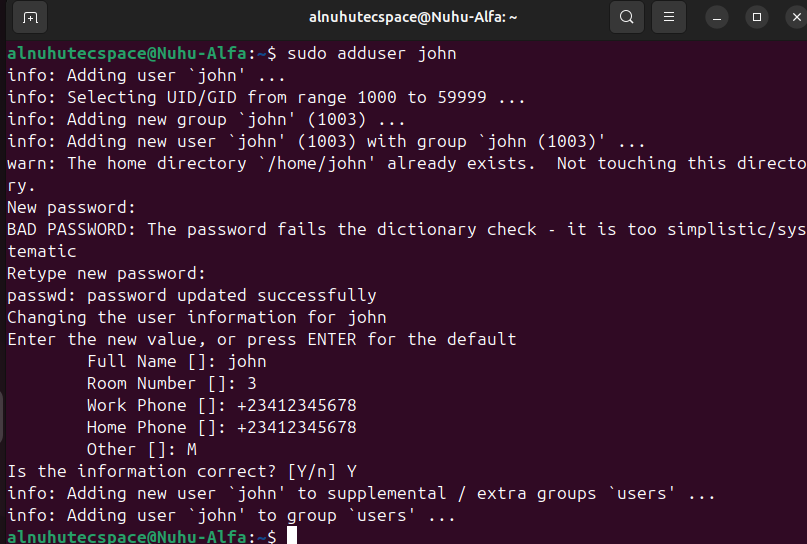 alnuhutecspace@Nuhu-Alfa: ~
alnuhutecspace@Nuhu-Alfa:~$ sudo adduser john
info: Adding user `john' ...
info: Selecting UID/GID from range 1000 to 59999 ...
info: Adding new group `john' (1003) ...
info: Adding new user `john' (1003) with group `john (1003)' ...
warn: The home directory `/home/john' already exists.  Not touching this directo
ry.
New password:
BAD PASSWORD: The password fails the dictionary check - it is too simplistic/sys
tematic
Retype new password:
passwd: password updated successfully
Changing the user information for john
Enter the new value, or press ENTER for the default
        Full Name []: john
        Room Number []: 3
        Work Phone []: +23412345678
        Home Phone []: +23412345678
        Other []: M
Is the information correct? [Y/n] Y
info: Adding new user `john' to supplemental / extra groups `users' ...
info: Adding user `john' to group `users' ...
alnuhutecspace@Nuhu-Alfa:~$